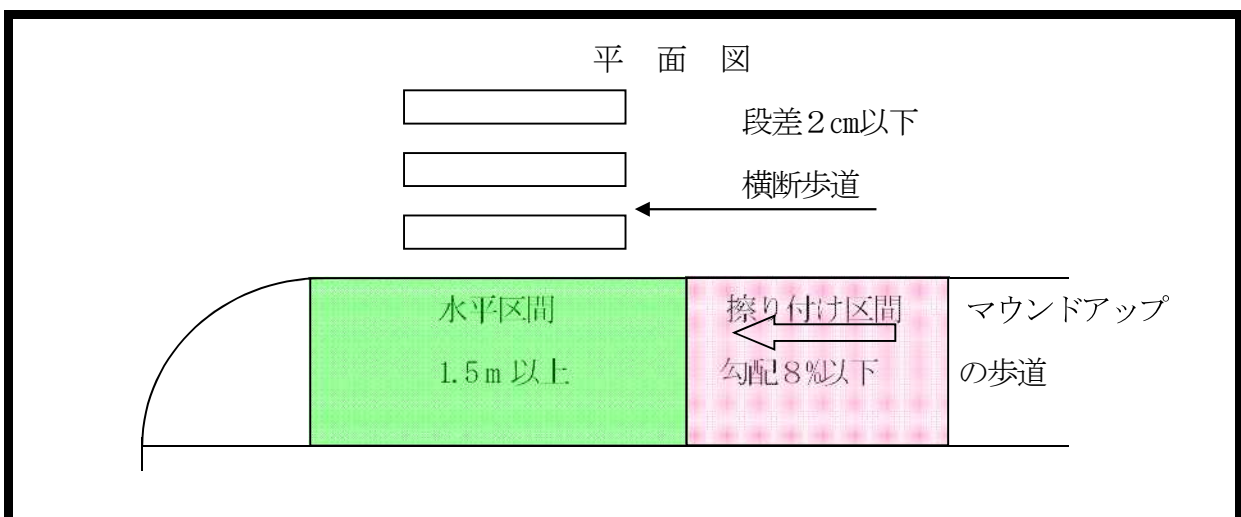 平 面 図
段差２㎝以下
横断歩道
水平区間
1.5ｍ以上
擦り付け区間
勾配８%以下
マウンドアップ
の歩道